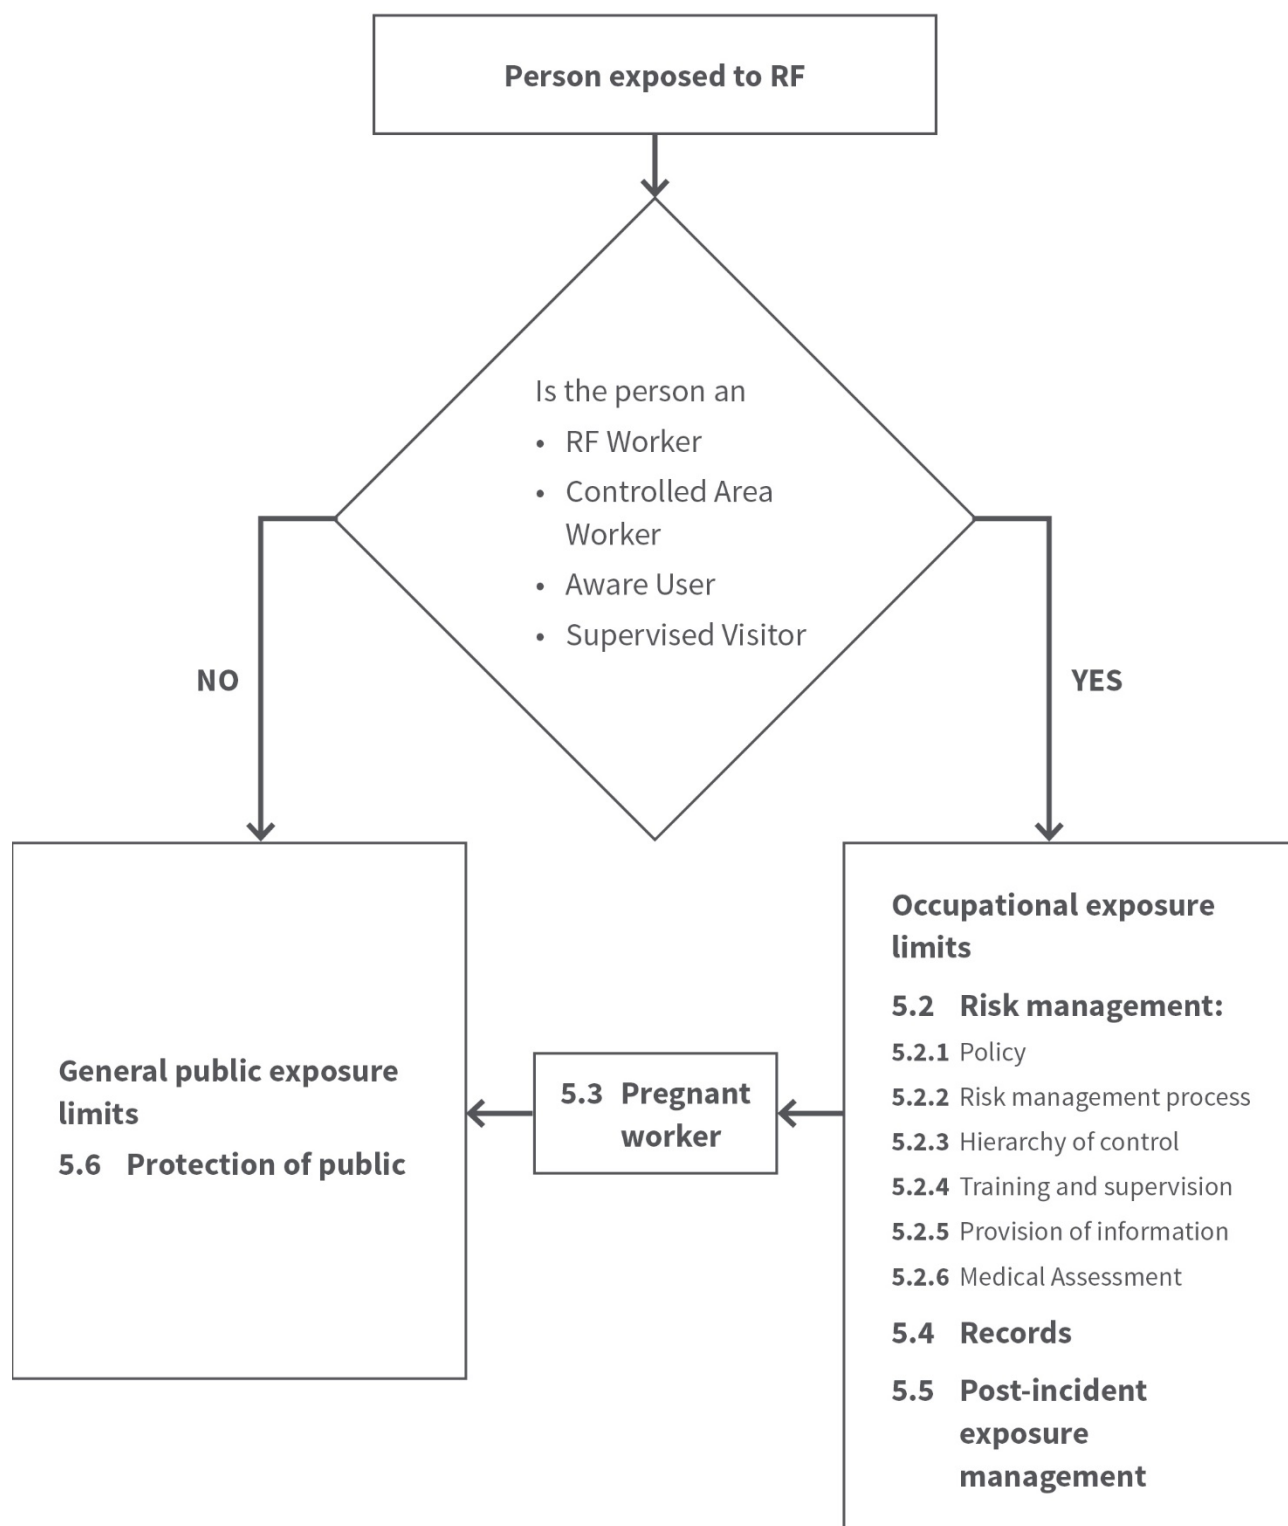 Person exposed to RF
Is the person an
• RF Worker
• Controlled Area
Worker
• Aware User
• Supervised Visitor
NO
YES
General public exposure
limits
5.6 Protection of public
5.3 Pregnant
worker
Occupational exposure
limits
5.2 Risk management:
5.2.1 Policy
5.2.2 Risk management process
5.2.3 Hierarchy of control
5.2.4 Training and supervision
5.2.5 Provision of information
5.2.6 Medical Assessment
5.4 Records
5.5 Post-incident
exposure
management